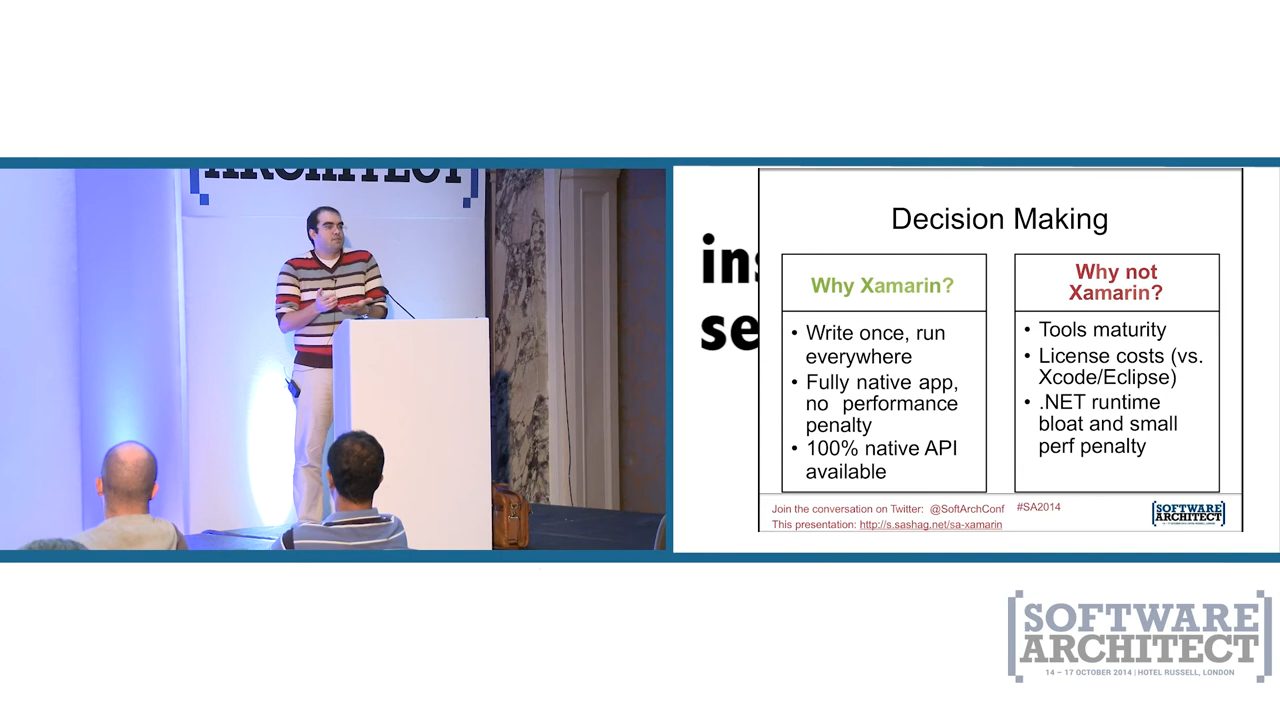 ARCHITECT
ins
se
Decision Making
Why Xamarin?
• Write once, run
everywhere
• Fully native app,
no performance
penalty
• 100% native API
available
Why not
Xamarin?
• Tools maturity
• License costs (vs.
Xcode/Eclipse)
• .NET runtime
bloat and small
perf penalty
Join the conversation on Twitter: @SoftArchConf #SA2014
This presentation: http://s.sashag.net/sa-xamarin
SOFTWARE
ARCHITECT
SOFTWARE
ARCHITECT
14 – 17 OCTOBER 2014 | HOTEL RUSSELL, LONDON